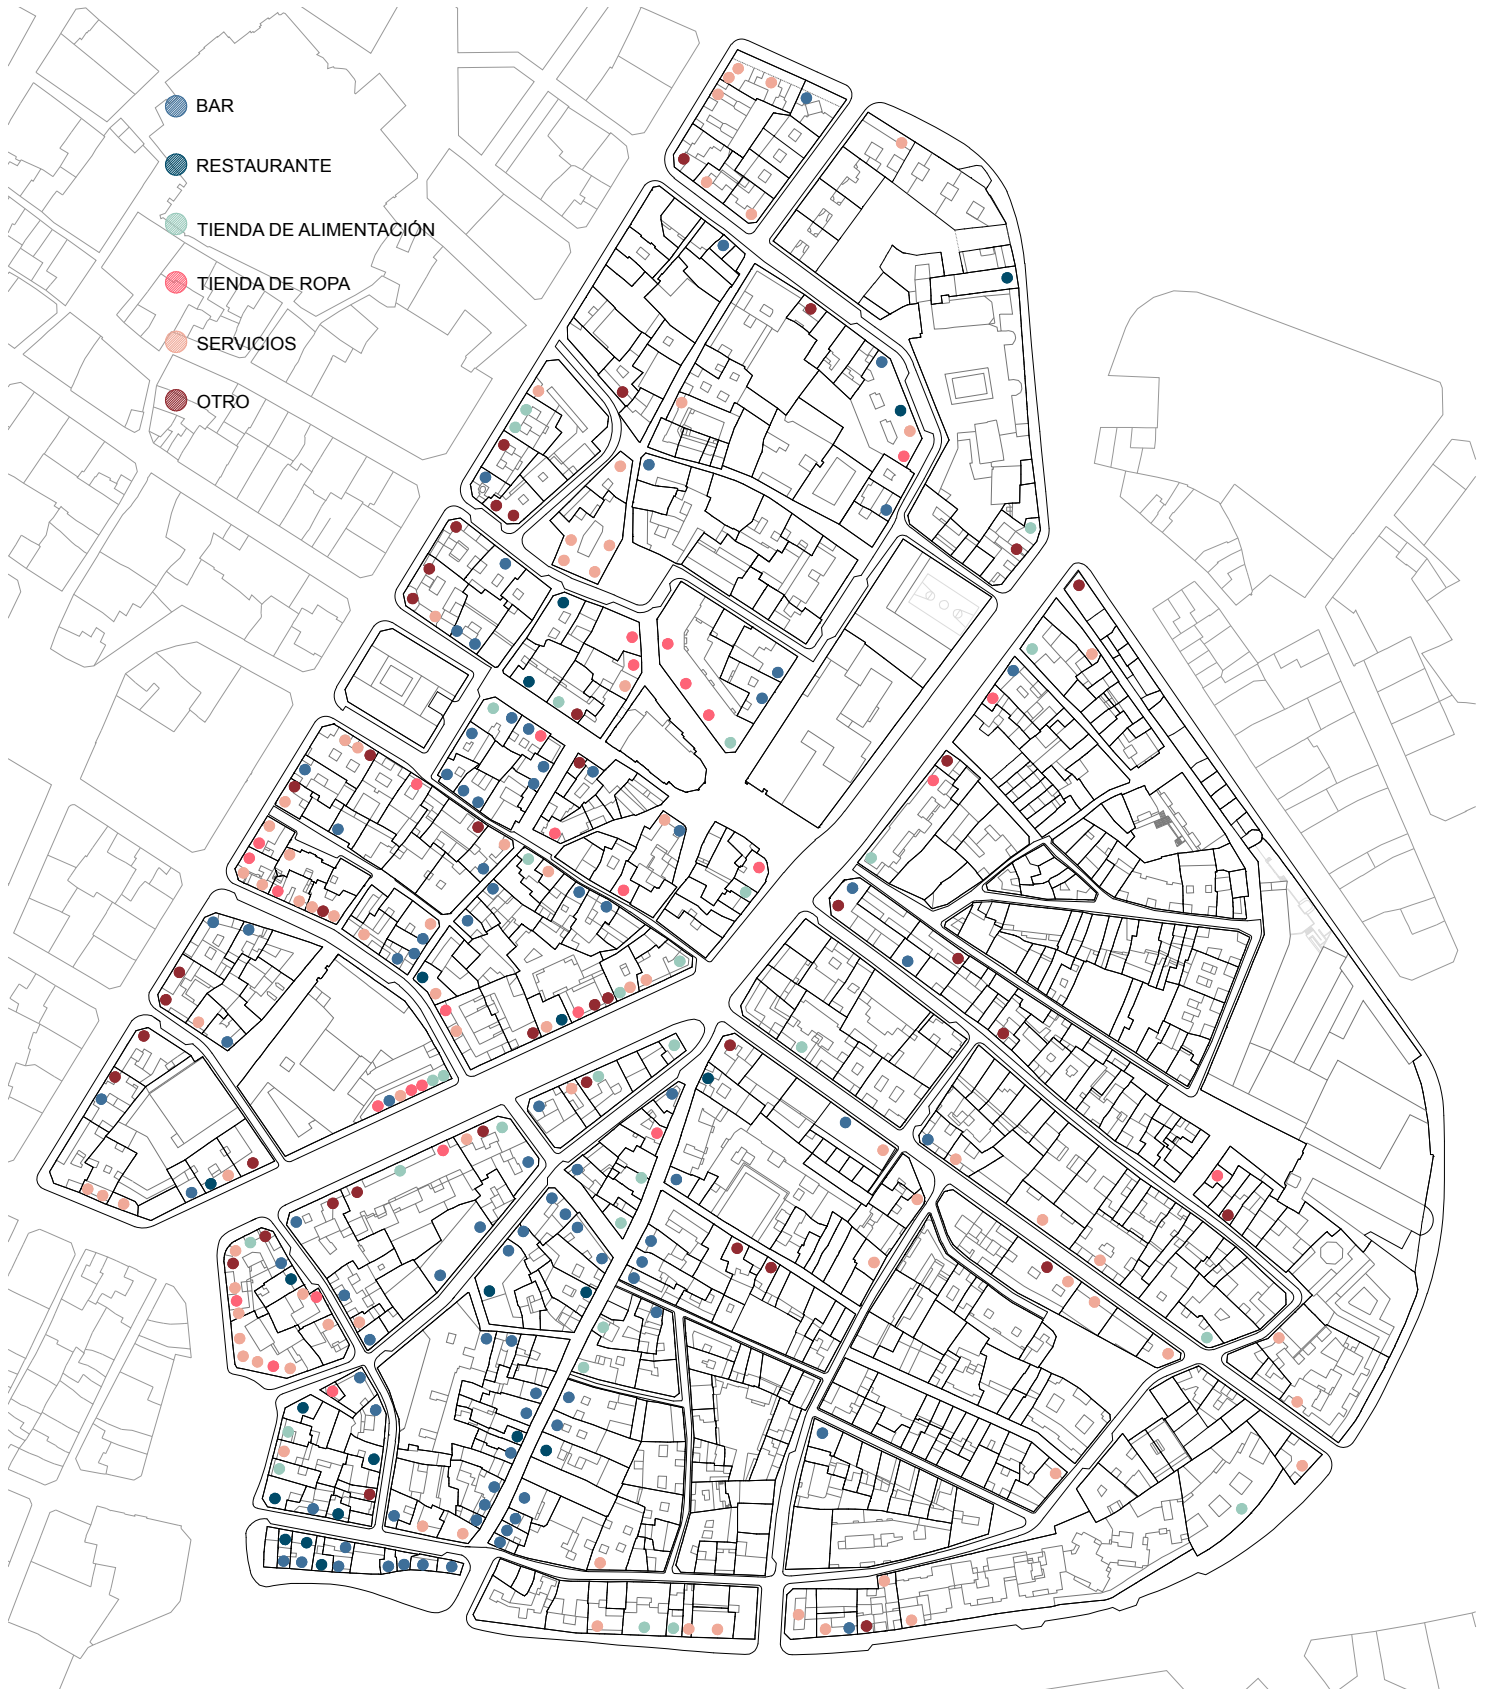 BAR
RESTAURANTE
TIENDA DE ALIMENTACIÓN
TIENDA DE ROPA
SERVICIOS
OTRO